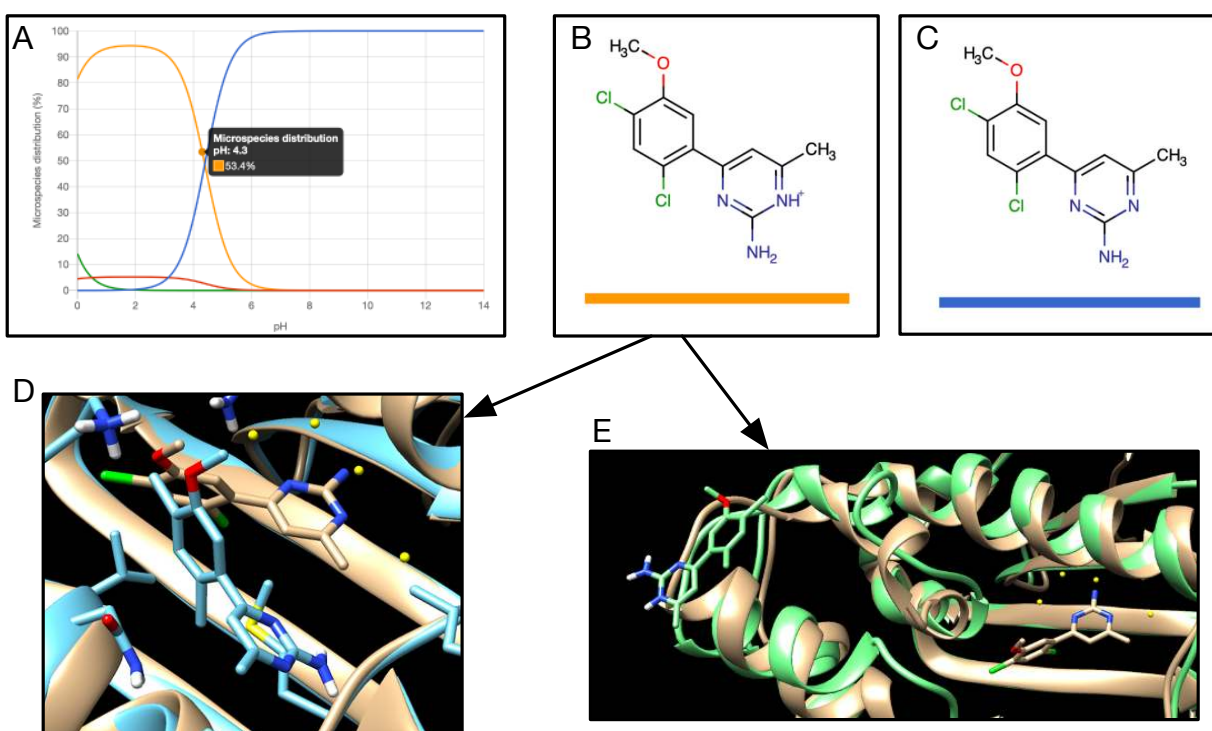 A
Microspecies distribution (%)
100
90
80
70
60
50
40
30
20
10
0
Microspecies distribution
pH: 4.3
53.4%
0 2 4 6 8 10 12 14
pH
B
H₃C
O
Cl
Cl
CH₃
N
NH⁺
NH₂
C
H₃C
O
Cl
Cl
CH₃
N
N
NH₂
D
E